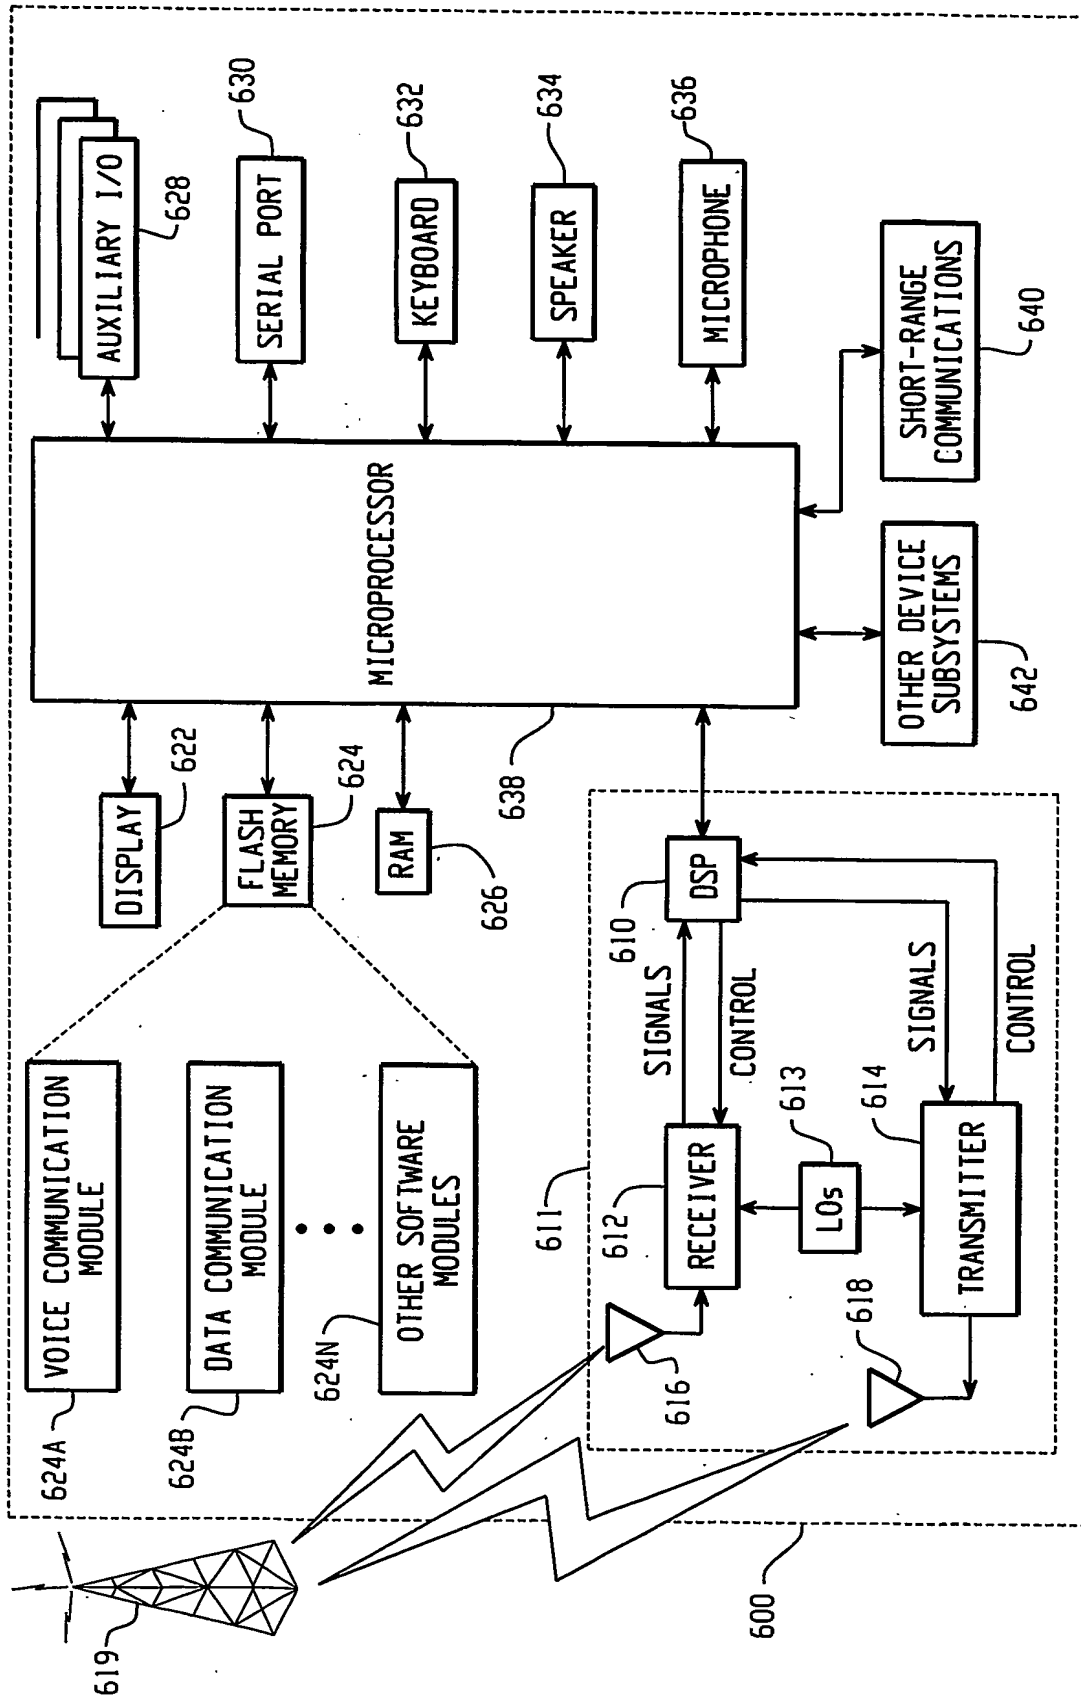 AUXILIARY I/O
628
SERIAL PORT
630
KEYBOARD
632
SPEAKER
634
MICROPHONE
636
SHORT-RANGE
COMMUNICATIONS
640
OTHER DEVICE
SUBSYSTEMS
642
MICROPROCESSOR
638
DISPLAY
622
FLASH
MEMORY
624
RAM
626
VOICE COMMUNICATION
MODULE
624A
DATA COMMUNICATION
MODULE
624B
OTHER SOFTWARE
MODULES
624N
DSP
610
SIGNALS
CONTROL
SIGNALS
CONTROL
611
RECEIVER
612
LOs
613
TRANSMITTER
614
616
618
619
600